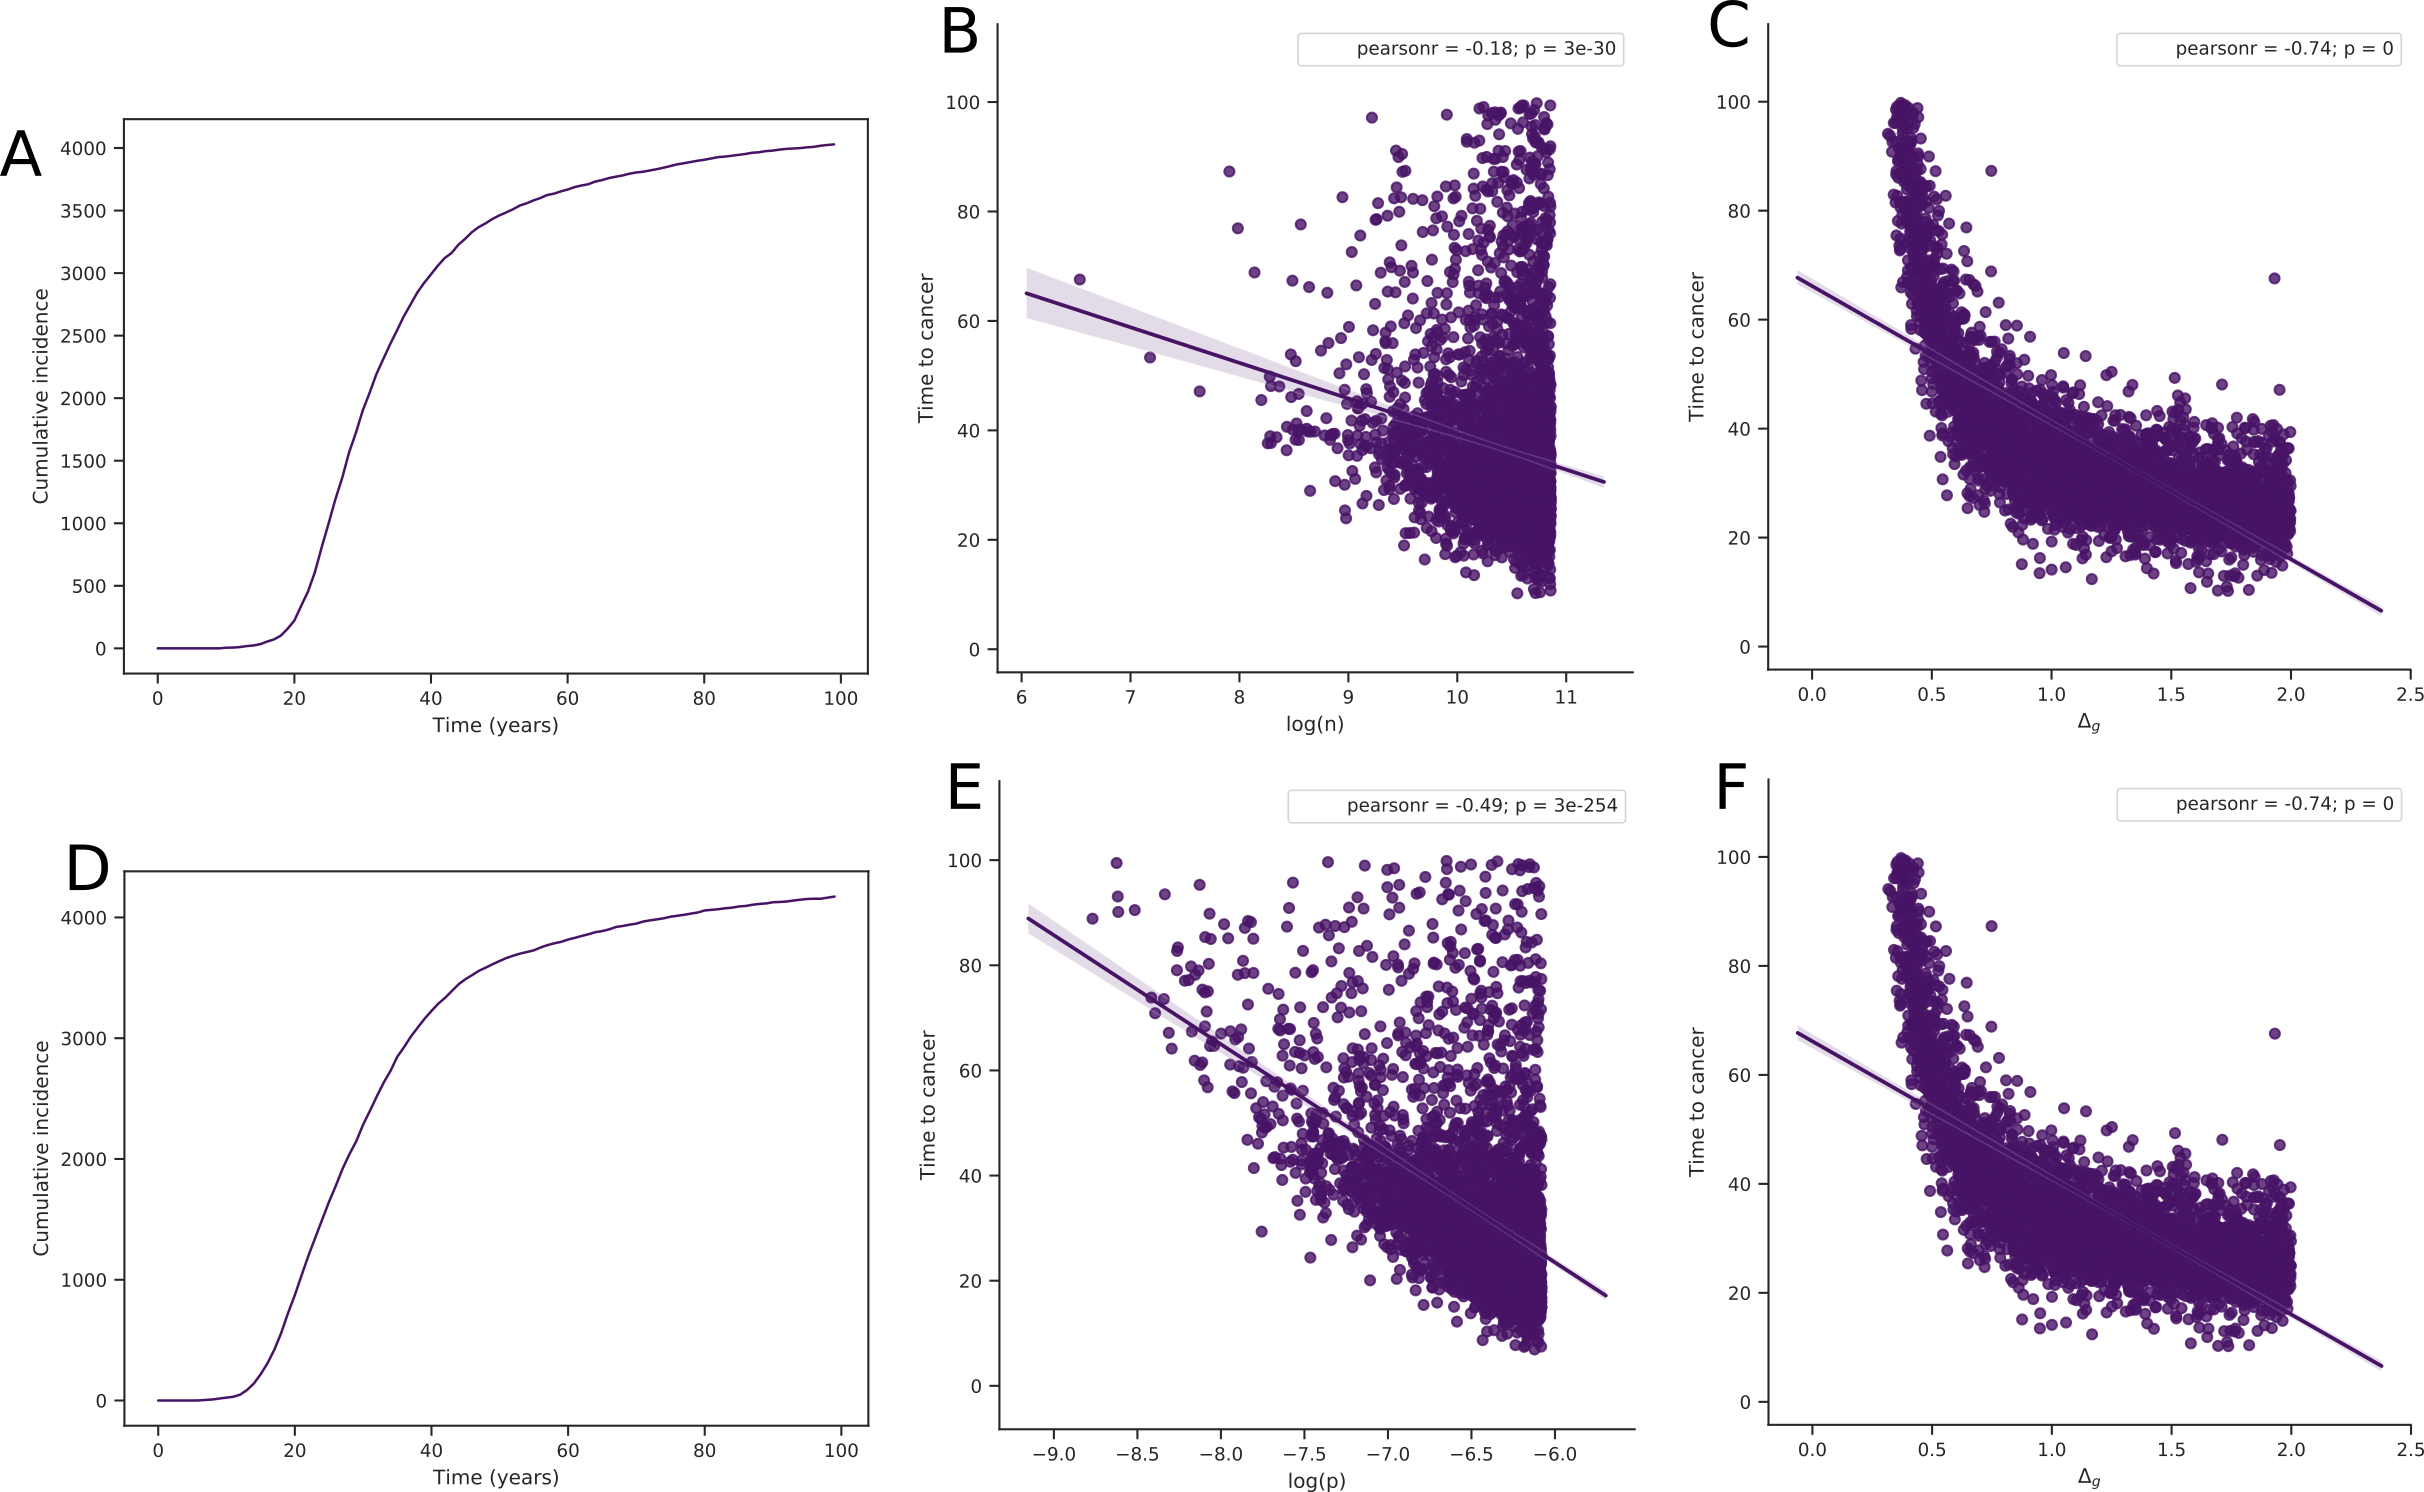 A
4000
3500
3000
2500
2000
1500
1000
500
0
Cumulative incidence
0 20 40 60 80 100
Time (years)
B
pearsonr = -0.18; p = 3e-30
100
80
60
40
20
0
Time to cancer
6 7 8 9 10 11
log(n)
C
pearsonr = -0.74; p = 0
100
80
60
40
20
0
Time to cancer
0.0 0.5 1.0 1.5 2.0 2.5
Δg
D
4000
3000
2000
1000
0
Cumulative incidence
0 20 40 60 80 100
Time (years)
E
pearsonr = -0.49; p = 3e-254
100
80
60
40
20
0
Time to cancer
−9.0 −8.5 −8.0 −7.5 −7.0 −6.5 −6.0
log(p)
F
pearsonr = -0.74; p = 0
100
80
60
40
20
0
Time to cancer
0.0 0.5 1.0 1.5 2.0 2.5
Δg